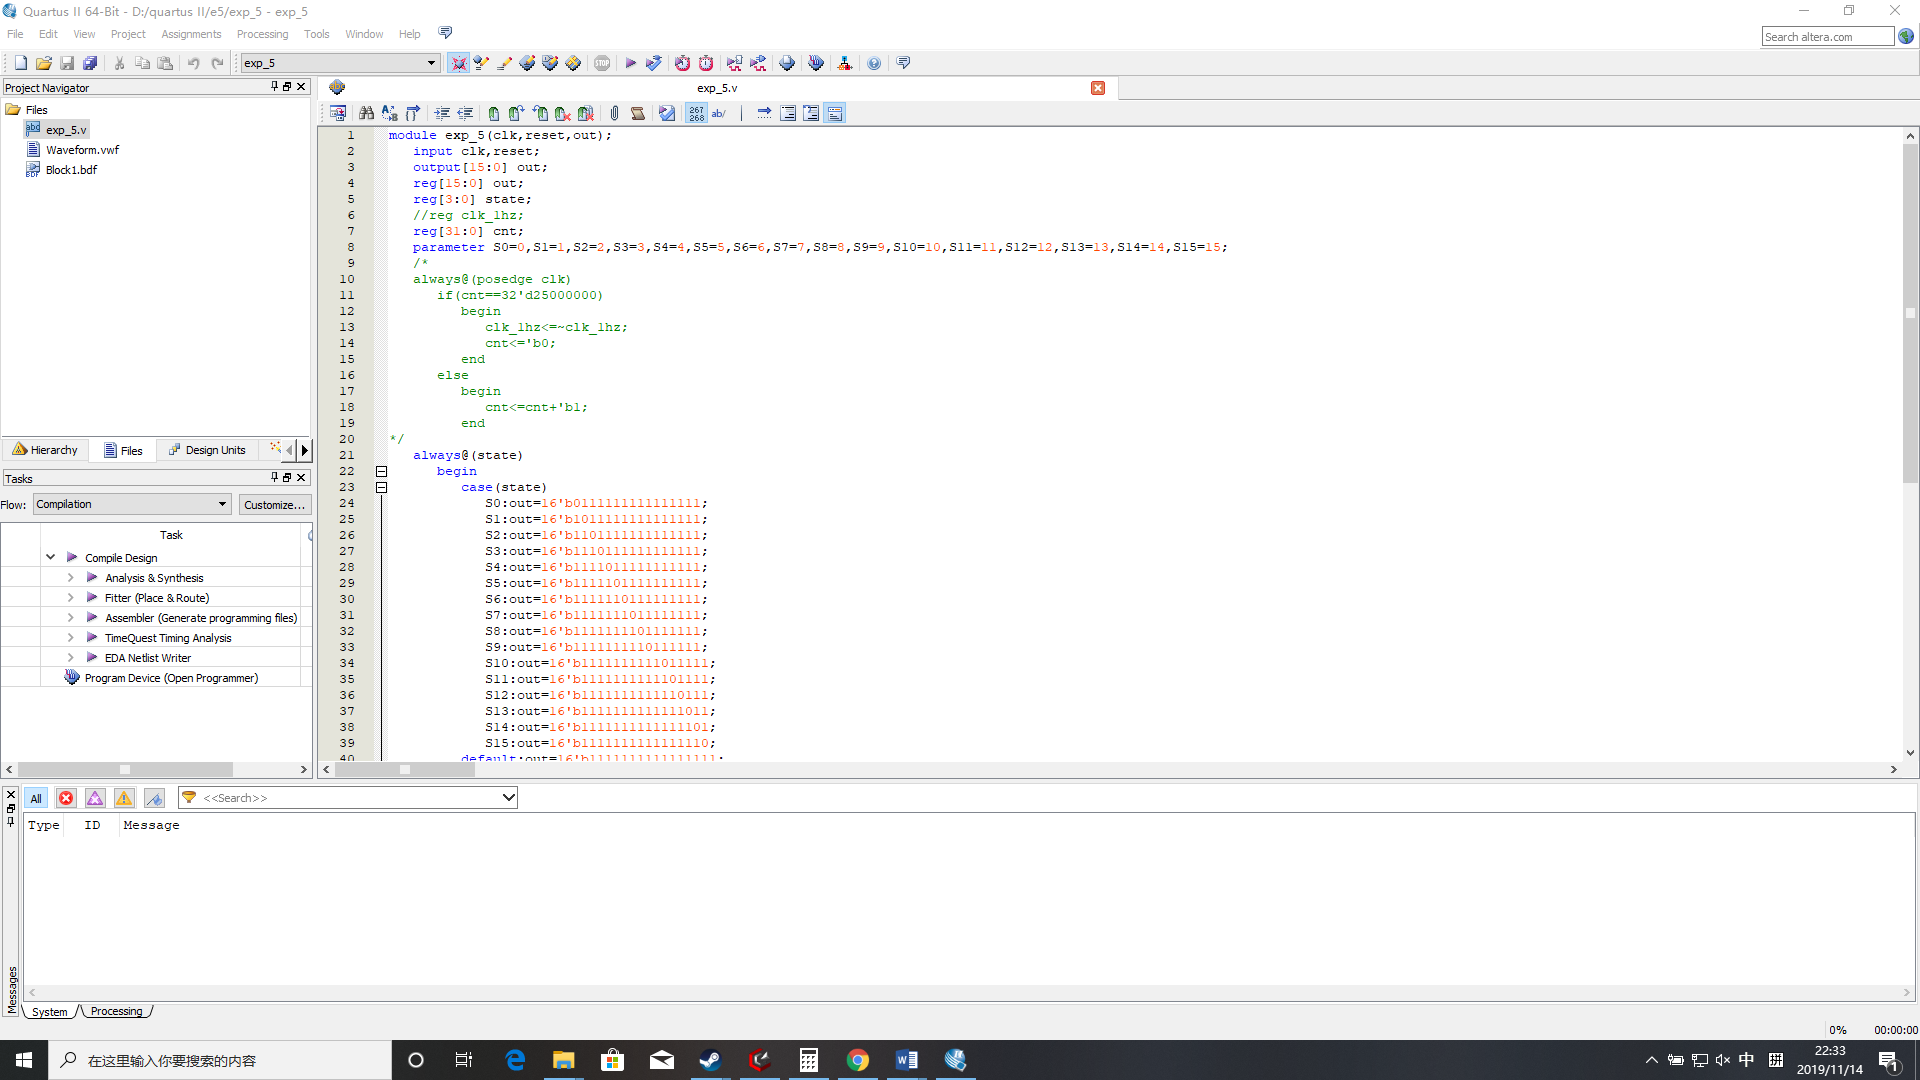 Quartus II 64-Bit - D:/quartus II/e5/exp_5 - exp_5
File Edit View Project Assignments Processing Tools Window Help
Search altera.com
exp_5
Project Navigator
Files
exp_5.v
Waveform.vwf
Block1.bdf
Hierarchy Files Design Units
Tasks
Flow: Compilation Customize...
Task
Compile Design
Analysis & Synthesis
Fitter (Place & Route)
Assembler (Generate programming files)
TimeQuest Timing Analysis
EDA Netlist Writer
Program Device (Open Programmer)
exp_5.v
267 268 ab/
1 module exp_5(clk,reset,out);
2 input clk,reset;
3 output[15:0] out;
4 reg[15:0] out;
5 reg[3:0] state;
6 //reg clk_1hz;
7 reg[31:0] cnt;
8 parameter S0=0,S1=1,S2=2,S3=3,S4=4,S5=5,S6=6,S7=7,S8=8,S9=9,S10=10,S11=11,S12=12,S13=13,S14=14,S15=15;
9 /*
10 always@(posedge clk)
11 if(cnt==32'd25000000)
12 begin
13 clk_1hz<=~clk_1hz;
14 cnt<='b0;
15 end
16 else
17 begin
18 cnt<=cnt+'b1;
19 end
20 */
21 always@(state)
22 begin
23 case(state)
24 S0:out=16'b0111111111111111;
25 S1:out=16'b1011111111111111;
26 S2:out=16'b1101111111111111;
27 S3:out=16'b1110111111111111;
28 S4:out=16'b1111011111111111;
29 S5:out=16'b1111101111111111;
30 S6:out=16'b1111110111111111;
31 S7:out=16'b1111111011111111;
32 S8:out=16'b1111111101111111;
33 S9:out=16'b1111111110111111;
34 S10:out=16'b1111111111011111;
35 S11:out=16'b1111111111101111;
36 S12:out=16'b1111111111110111;
37 S13:out=16'b1111111111111011;
38 S14:out=16'b1111111111111101;
39 S15:out=16'b1111111111111110;
40 default:out=16'b1111111111111111;
All <<Search>>
Type ID Message
Messages
System Processing
0% 00:00:00
在这里输入你要搜索的内容
中 拼
22:33
2019/11/14
1